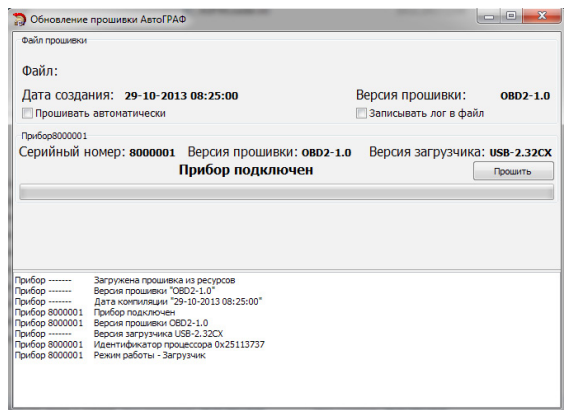 Обновление прошивки АвтоГРАФ
Файл прошивки
Файл:
Дата создания: 29-10-2013 08:25:00 Версия прошивки: OBD2-1.0
Прошивать автоматически Записывать лог в файл
Прибор8000001
Серийный номер: 8000001 Версия прошивки: OBD2-1.0 Версия загрузчика: USB-2.32CX
Прибор подключен Прошить
Прибор ------- Загружена прошивка из ресурсов
Прибор ------- Версия прошивки "OBD2-1.0"
Прибор ------- Дата компиляции "29-10-2013 08:25:00"
Прибор 8000001 Прибор подключен
Прибор 8000001 Версия прошивки OBD2-1.0
Прибор ------- Версия загрузчика USB-2.32CX
Прибор 8000001 Идентификатор процессора 0x25113737
Прибор 8000001 Режим работы - Загрузчик